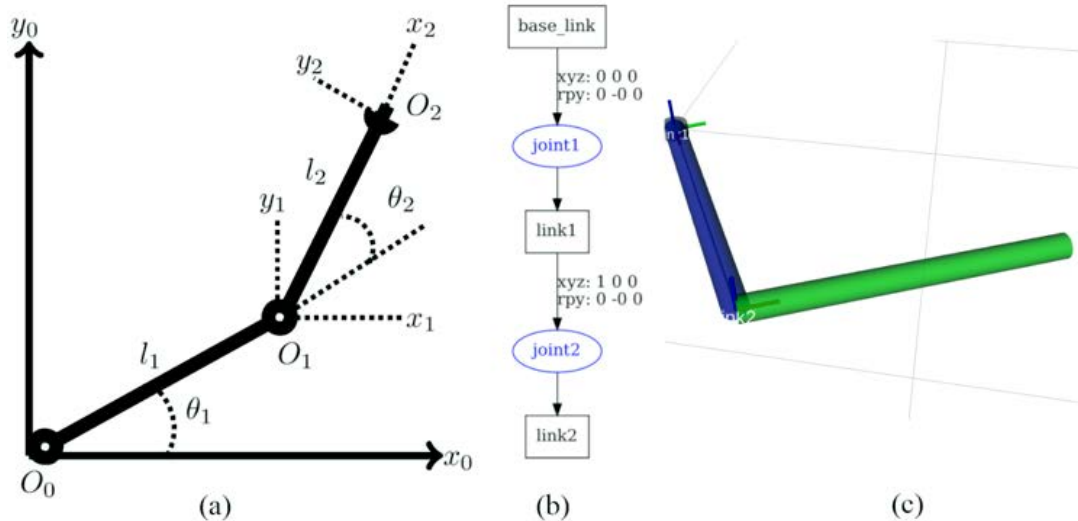 y₀
x₂
y₂
O₂
l₂
θ₂
y₁
x₁
O₁
l₁
θ₁
x₀
O₀
(a)
base_link
xyz: 0 0 0
rpy: 0 -0 0
joint1
link1
xyz: 1 0 0
rpy: 0 -0 0
joint2
link2
(b)
(c)